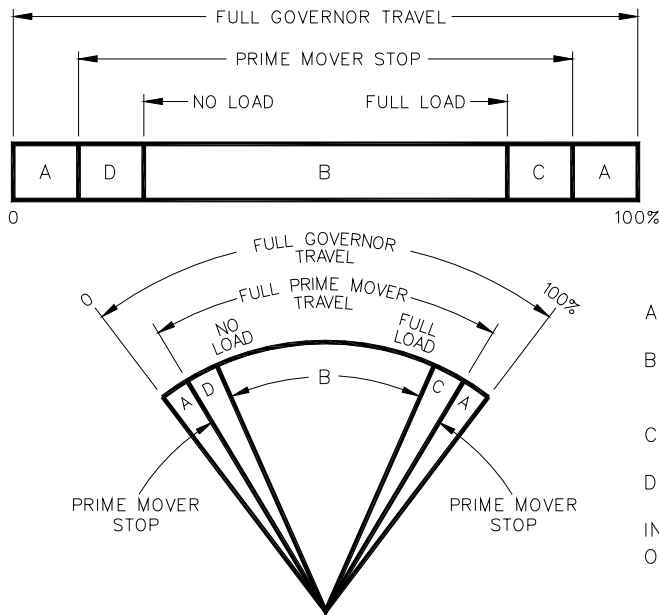 FULL GOVERNOR TRAVEL
PRIME MOVER STOP
NO LOAD FULL LOAD
A D B C A
0 100%
FULL GOVERNOR
TRAVEL
0 100%
FULL PRIME MOVER
TRAVEL
NO
LOAD
FULL
LOAD
A D B C A
PRIME MOVER
STOP
PRIME MOVER
STOP
A
B
C
D
IN
O